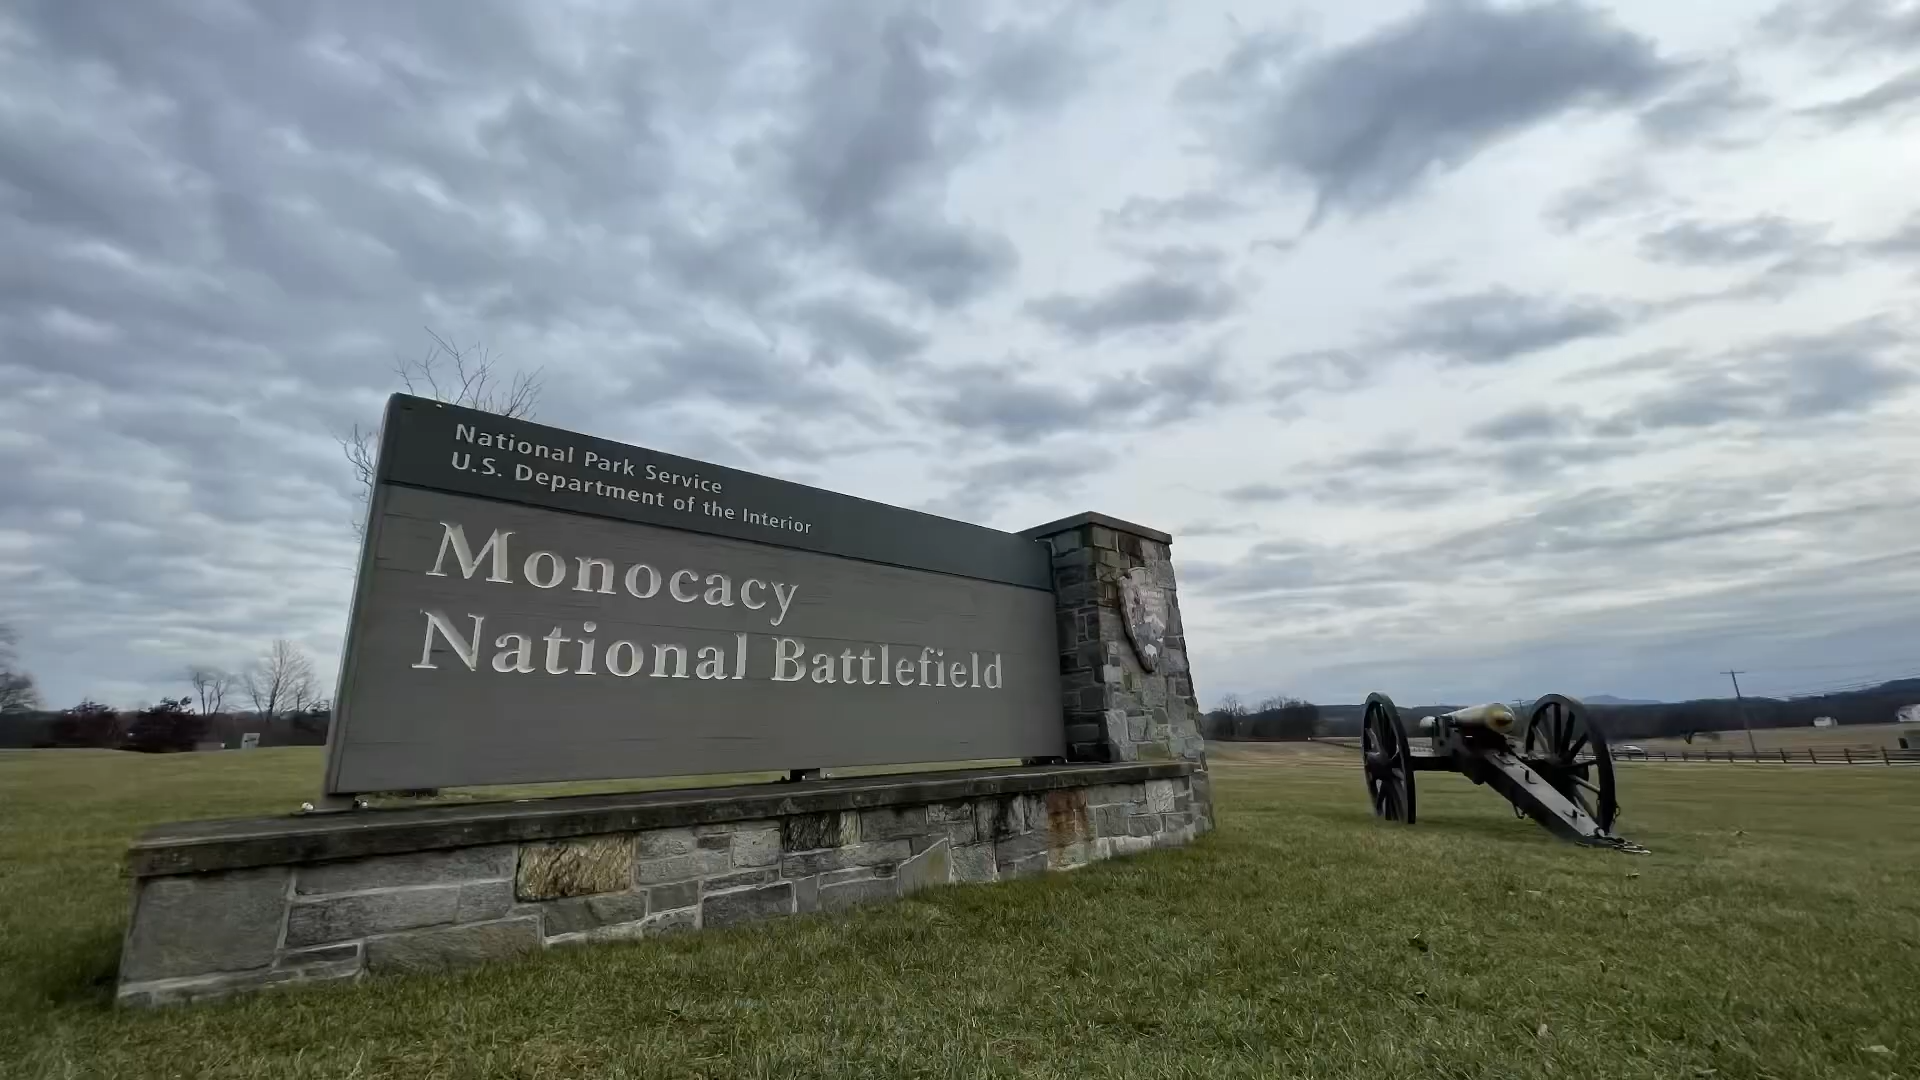 National Park Service
U.S. Department of the Interior
Monocacy
National Battlefield